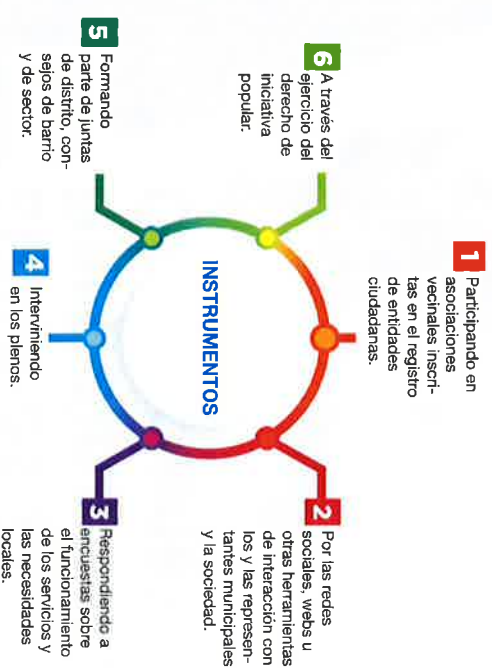 INSTRUMENTOS
1 Participando en
asociaciones
vecinales inscri-
tas en el registro
de entidades
ciudadanas.
2 Por las redes
sociales, webs u
otras herramientas
de interacción con
los y las represen-
tantes municipales
y la sociedad.
3 Respondiendo a
encuestas sobre
el funcionamiento
de los servicios y
las necesidades
locales.
4 Interviniendo
en los plenos.
5 Formando
parte de juntas
de distrito, con-
sejos de barrio
y de sector.
6 A través del
ejercicio del
derecho de
iniciativa
popular.